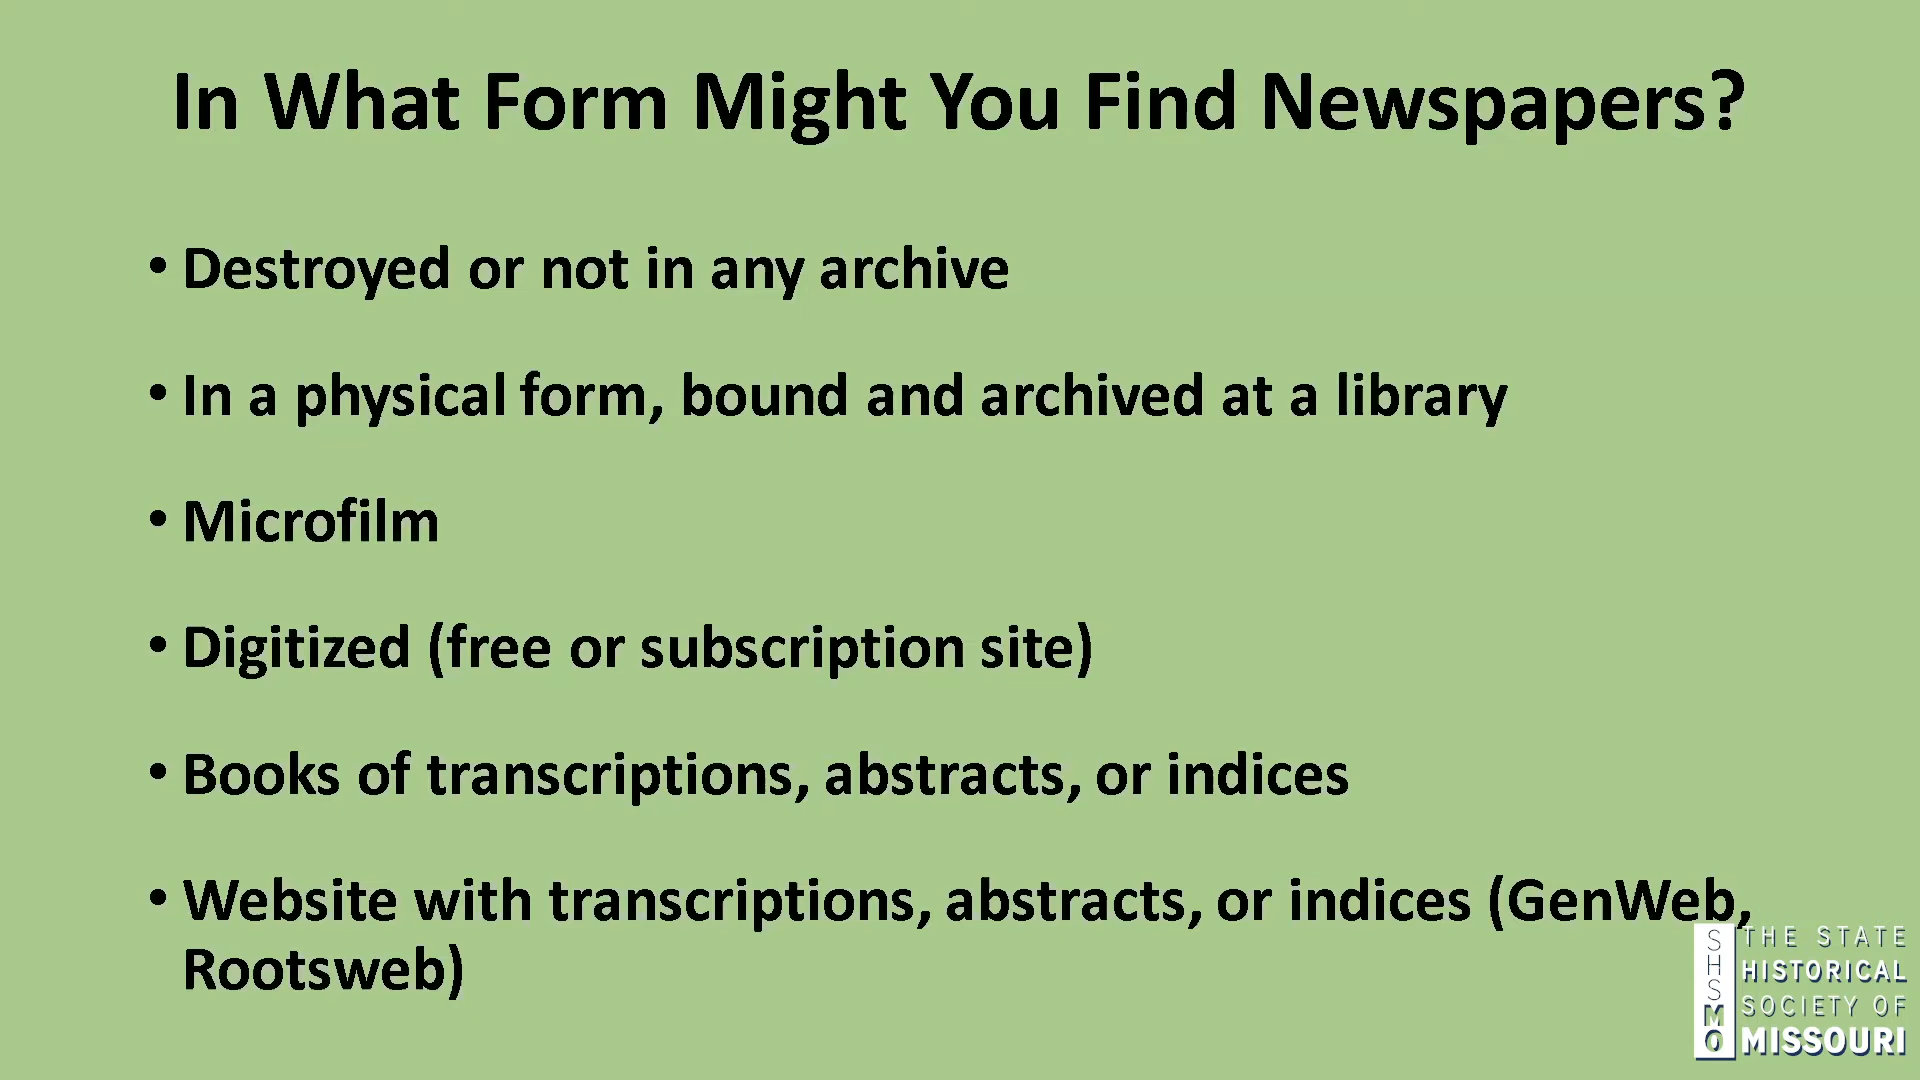 In What Form Might You Find Newspapers?
• Destroyed or not in any archive
• In a physical form, bound and archived at a library
• Microfilm
• Digitized (free or subscription site)
• Books of transcriptions, abstracts, or indices
• Website with transcriptions, abstracts, or indices (GenWeb,
Rootsweb)
SHSMO
THE STATE
HISTORICAL
SOCIETY OF
MISSOURI